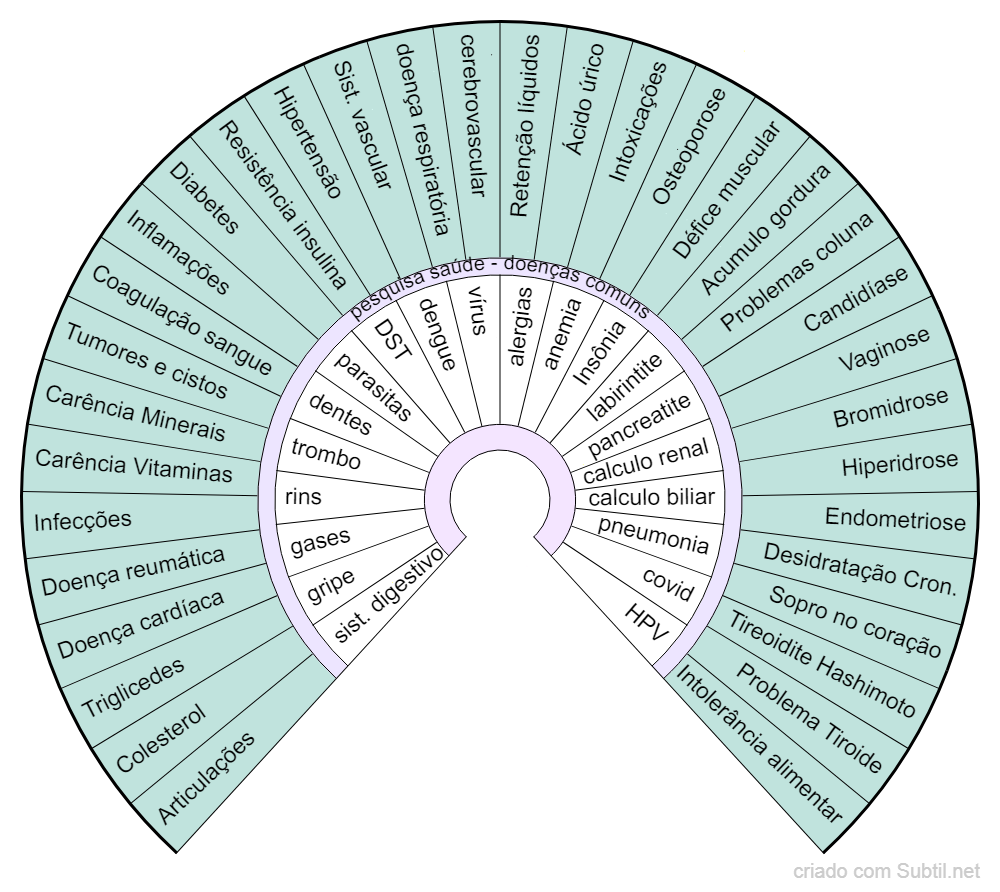 Articulações
Colesterol
Triglicedes
Doença cardíaca
Doença reumática
Infecções
Carência Vitaminas
Carência Minerais
Tumores e cistos
Coagulação sangue
Inflamações
Diabetes
Resistência insulina
Hipertensão
Sist. vascular
doença respiratória
cerebrovascular
Retenção líquidos
Ácido úrico
Intoxicações
Osteoporose
Défice muscular
Acumulo gordura
Problemas coluna
Candidíase
Vaginose
Bromidrose
Hiperidrose
Endometriose
Desidratação Cron.
Sopro no coração
Tireoidite Hashimoto
Problema Tiroide
Intolerância alimentar
pesquisa saúde - doenças comuns
sist. digestivo
gripe
gases
rins
trombo
dentes
parasitas
DST
dengue
vírus
alergias
anemia
Insônia
labirintite
pancreatite
calculo renal
calculo biliar
pneumonia
covid
HPV
criado com Subtil.net